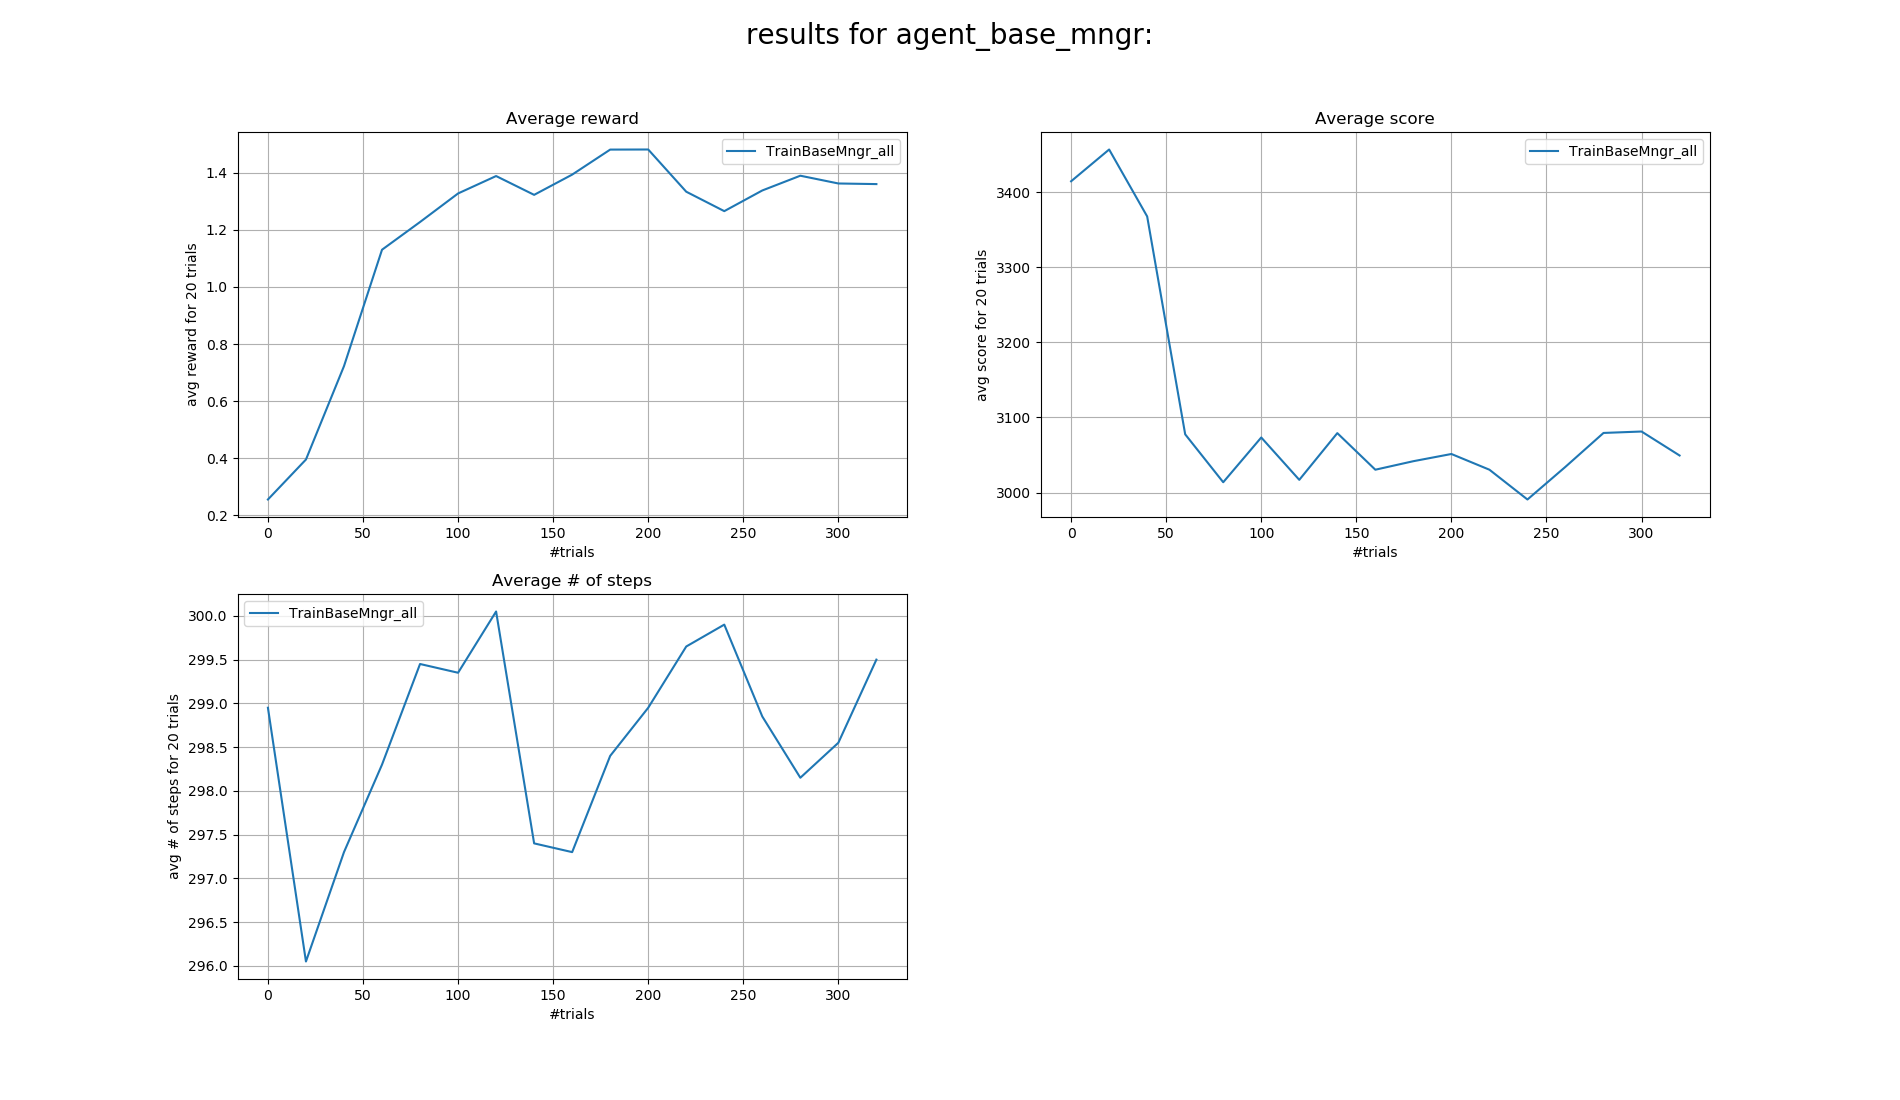 results for agent_base_mngr:
Average reward
TrainBaseMngr_all
avg reward for 20 trials
1.4
1.2
1.0
0.8
0.6
0.4
0.2
0 50 100 150 200 250 300
#trials
Average score
TrainBaseMngr_all
avg score for 20 trials
3400
3300
3200
3100
3000
0 50 100 150 200 250 300
#trials
Average # of steps
TrainBaseMngr_all
avg # of steps for 20 trials
300.0
299.5
299.0
298.5
298.0
297.5
297.0
296.5
296.0
0 50 100 150 200 250 300
#trials